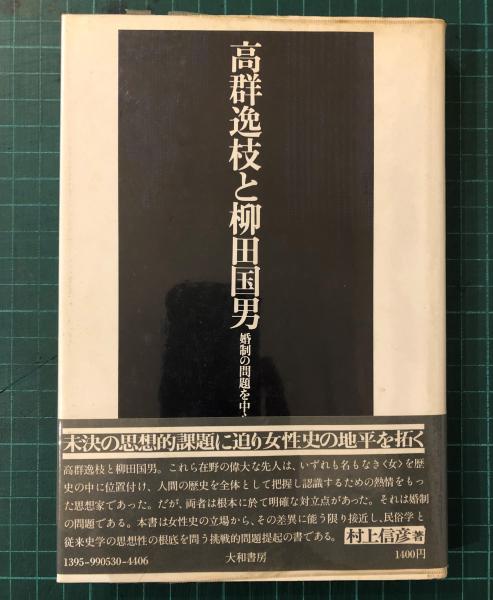 高群逸枝と柳田国男
婚制の問題を中
未決の思想的課題に迫り女性史の地平を拓く
高群逸枝と柳田国男。これら在野の偉大な先人は、いずれも名もなき〈女〉を歴
史の中に位置付け、人間の歴史を全体として把握し認識するための熱情をもっ
た思想家であった。だが、両者は根本に於て明確な対立点があった。それは婚制
の問題である。本書は女性史の立場から、その差異に能う限り接近し、民俗学と
従来史学の思想性の根底を問う挑戦的問題提起の書である。 村上信彦著
1395-990530-4406 大和書房 1400円